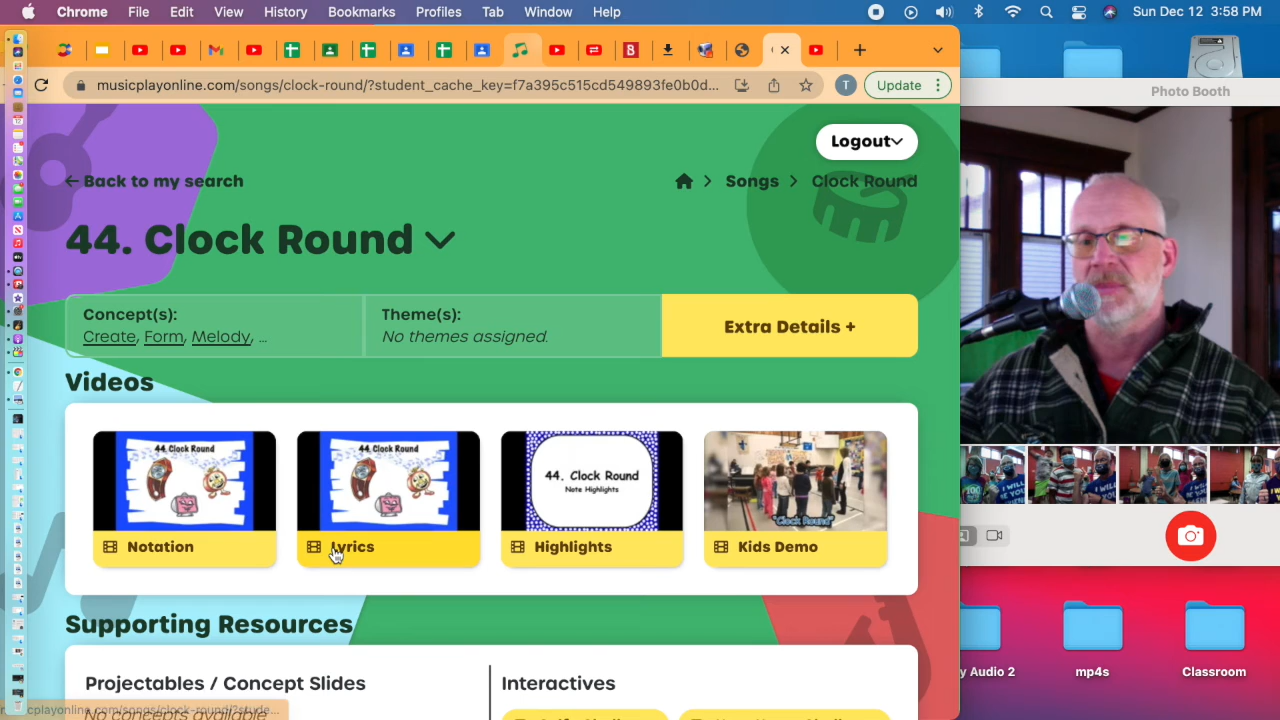 Chrome File Edit View History Bookmarks Profiles Tab Window Help Sun Dec 12 3:58 PM
musicplayonline.com/songs/clock-round/?student_cache_key=f7a395c515cd549893fe0b0d... T Update
Photo Booth
Logout
← Back to my search
Songs > Clock Round
44. Clock Round
Concept(s):
Create, Form, Melody, ...
Theme(s):
No themes assigned.
Extra Details +
Videos
44. Clock Round
44. Clock Round
44. Clock Round
Note Highlights
"Clock Round"
Notation
Lyrics
Highlights
Kids Demo
Supporting Resources
Projectables / Concept Slides
No concepts available
Interactives
y Audio 2
mp4s
Classroom